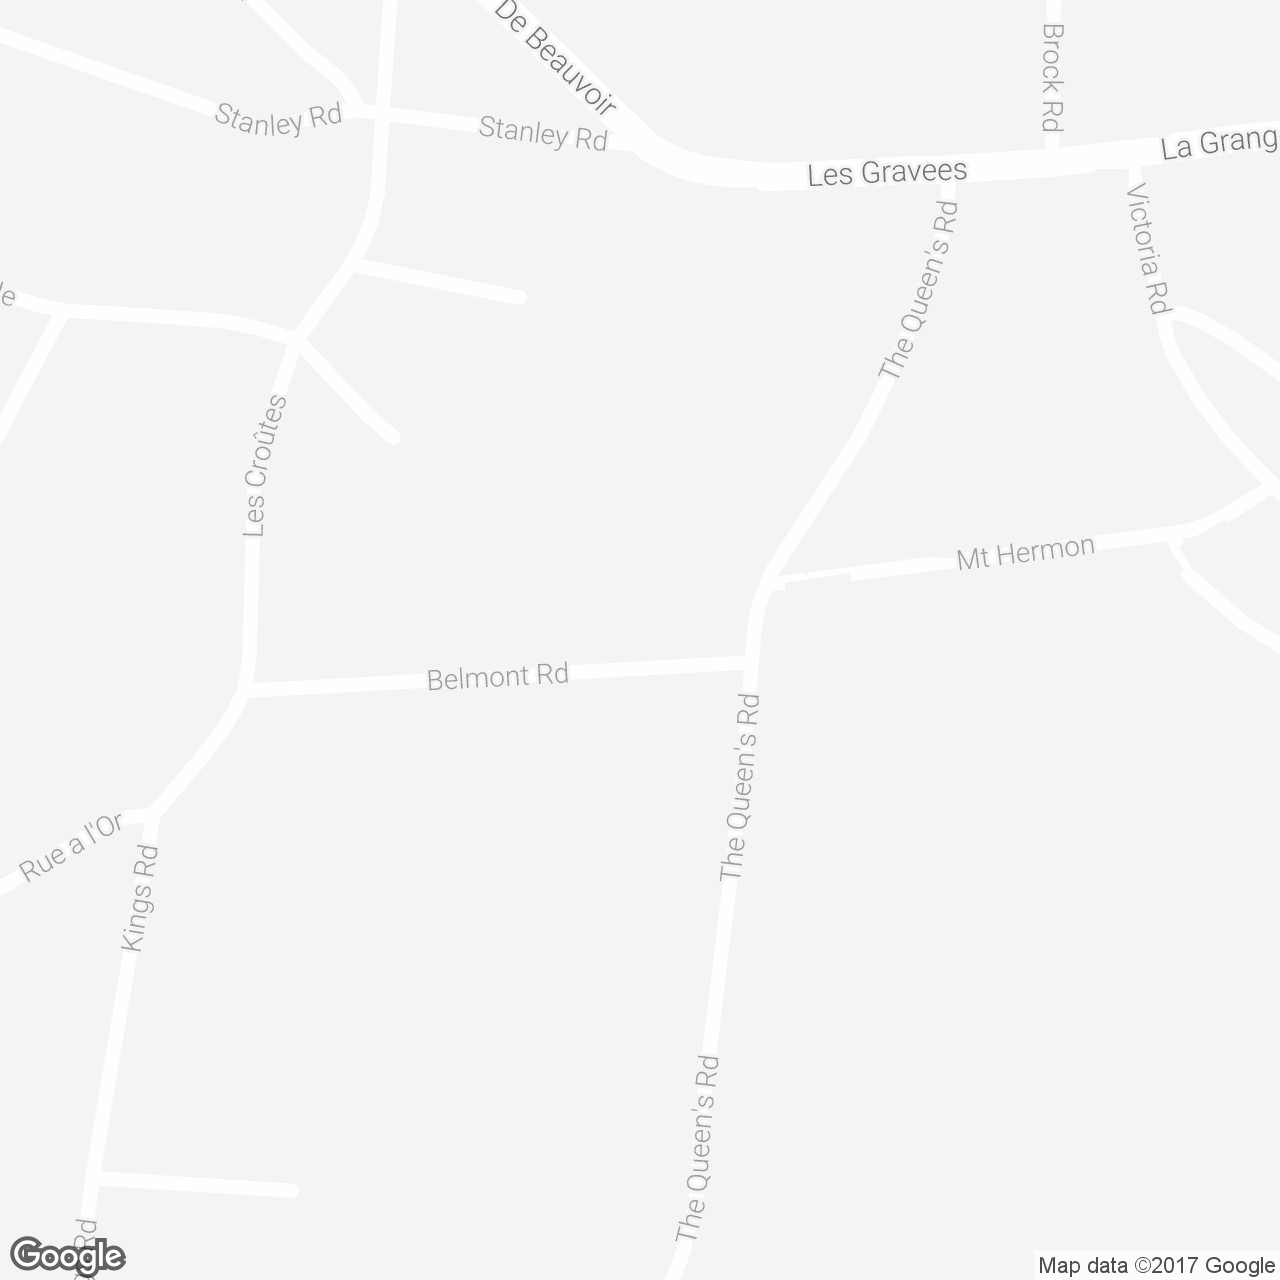 De Beauvoir
Brock Rd
Stanley Rd
Stanley Rd
La Grang
Les Gravees
The Queen's Rd
Victoria Rd
le
Les Croûtes
Mt Hermon
Belmont Rd
The Queen's Rd
Rue a l'Or
Kings Rd
The Queen's Rd
Rd
Google
Map data ©2017 Google